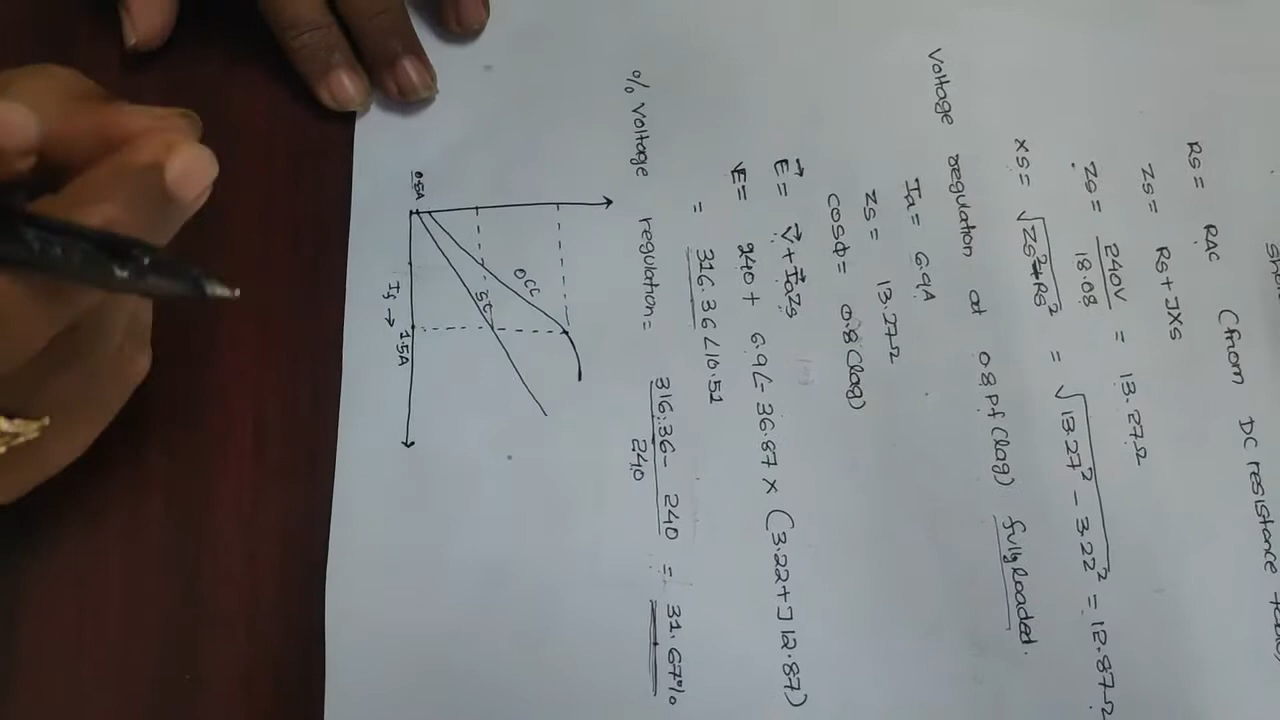 RS = RAC (from DC resistance
ZS = RS + JXS
ZS = 240V / 18.08 = 13.27Ω
XS = √ZS² - RS² = √13.27² - 3.22² = 12.87Ω
Voltage regulation at 0.8 pf (lag) fully loaded.
Ia = 6.9A
ZS = 13.27Ω
cosϕ = 0.8 (lag)
E⃗ = V⃗ + I⃗aZs
E = 240 + 6.9∠-36.87 × (3.22 + J 12.87)
= 316.36∠10.51
% Voltage regulation = 316.36 - 240 / 240 = 31.67%
OCC
SC
0.5A
1.5A
If →